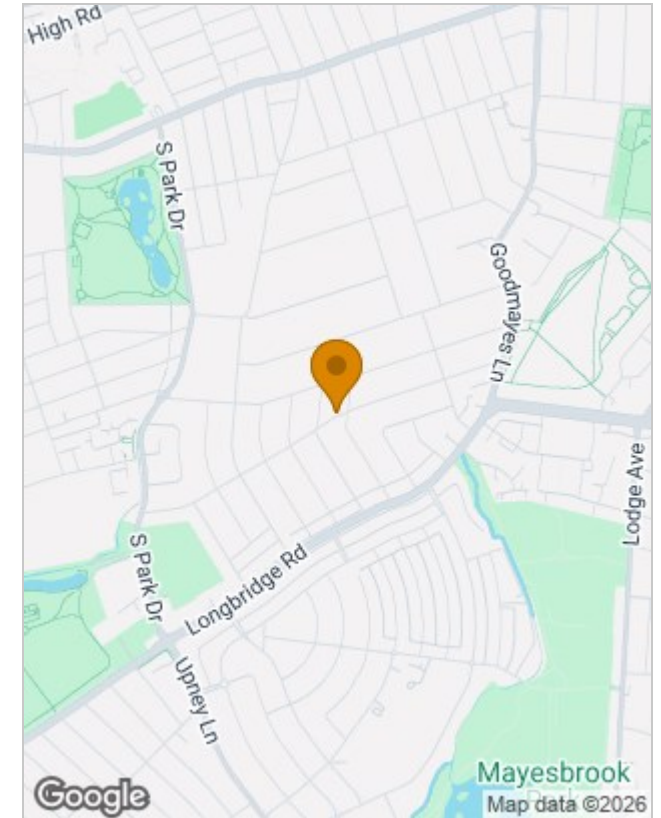 High Rd
S Park Dr
Goodmayes Ln
Lodge Ave
Longbridge Rd
S Park Dr
Upney Ln
Mayesbrook
Google
Map data ©2026